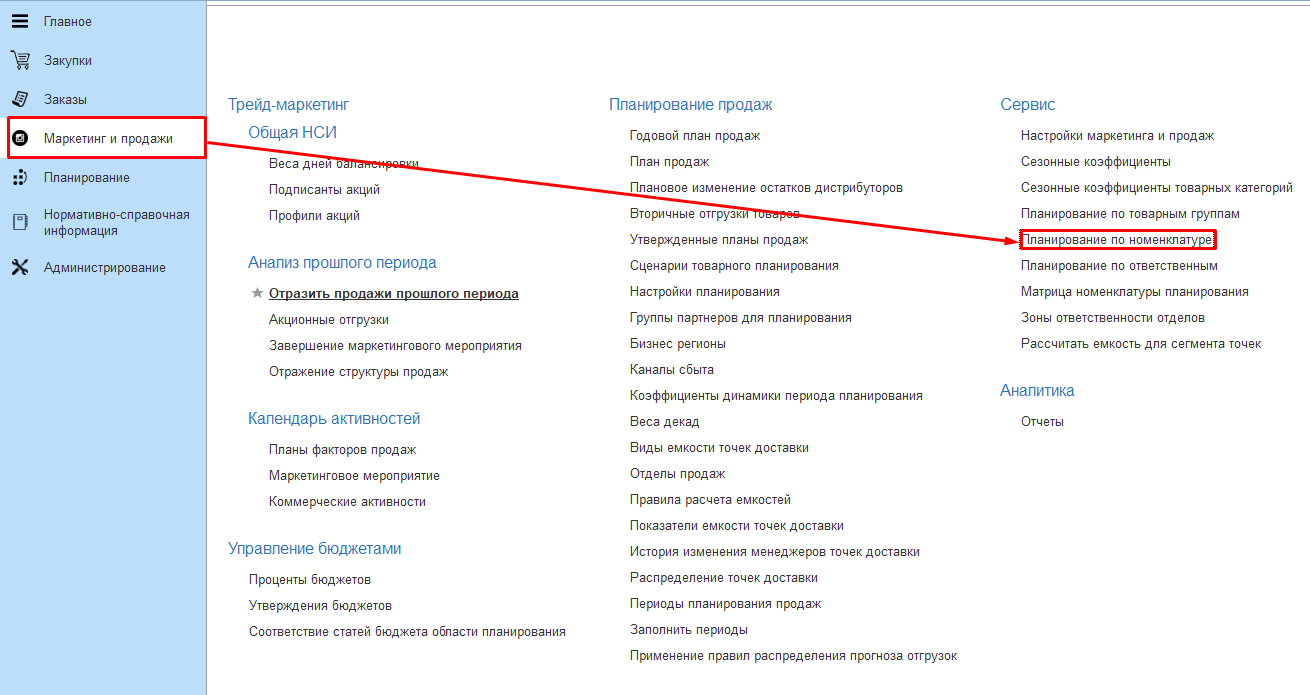 Главное
Закупки
Заказы
Маркетинг и продажи
Планирование
Нормативно-справочная
информация
Администрирование
Трейд-маркетинг
Общая НСИ
Веса дней балансировки
Подписанты акций
Профили акций
Анализ прошлого периода
Отразить продажи прошлого периода
Акционные отгрузки
Завершение маркетингового мероприятия
Отражение структуры продаж
Календарь активностей
Планы факторов продаж
Маркетинговое мероприятие
Коммерческие активности
Управление бюджетами
Проценты бюджетов
Утверждения бюджетов
Соответствие статей бюджета области планирования
Планирование продаж
Годовой план продаж
План продаж
Плановое изменение остатков дистрибуторов
Вторичные отгрузки товаров
Утвержденные планы продаж
Сценарии товарного планирования
Настройки планирования
Группы партнеров для планирования
Бизнес регионы
Каналы сбыта
Коэффициенты динамики периода планирования
Веса декад
Виды емкости точек доставки
Отделы продаж
Правила расчета емкостей
Показатели емкости точек доставки
История изменения менеджеров точек доставки
Распределение точек доставки
Периоды планирования продаж
Заполнить периоды
Применение правил распределения прогноза отгрузок
Сервис
Настройки маркетинга и продаж
Сезонные коэффициенты
Сезонные коэффициенты товарных категорий
Планирование по товарным группам
Планирование по номенклатуре
Планирование по ответственным
Матрица номенклатуры планирования
Зоны ответственности отделов
Рассчитать емкость для сегмента точек
Аналитика
Отчеты